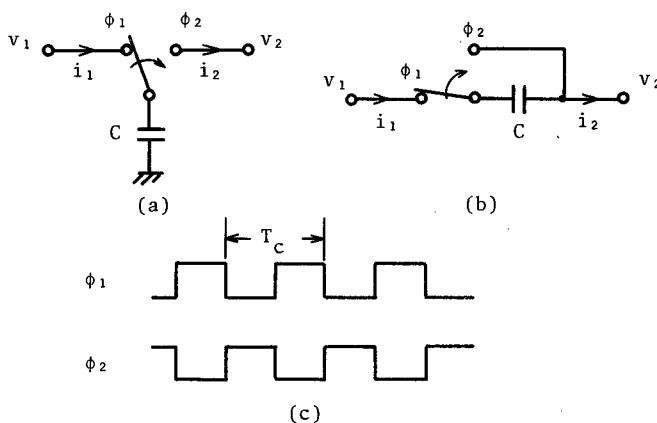 ϕ₁ ϕ₂
v₁ v₂
i₁ i₂
C
(a)
ϕ₂
v₁ ϕ₁ v₂
i₁ C i₂
(b)
T_C
ϕ₁
ϕ₂
(c)